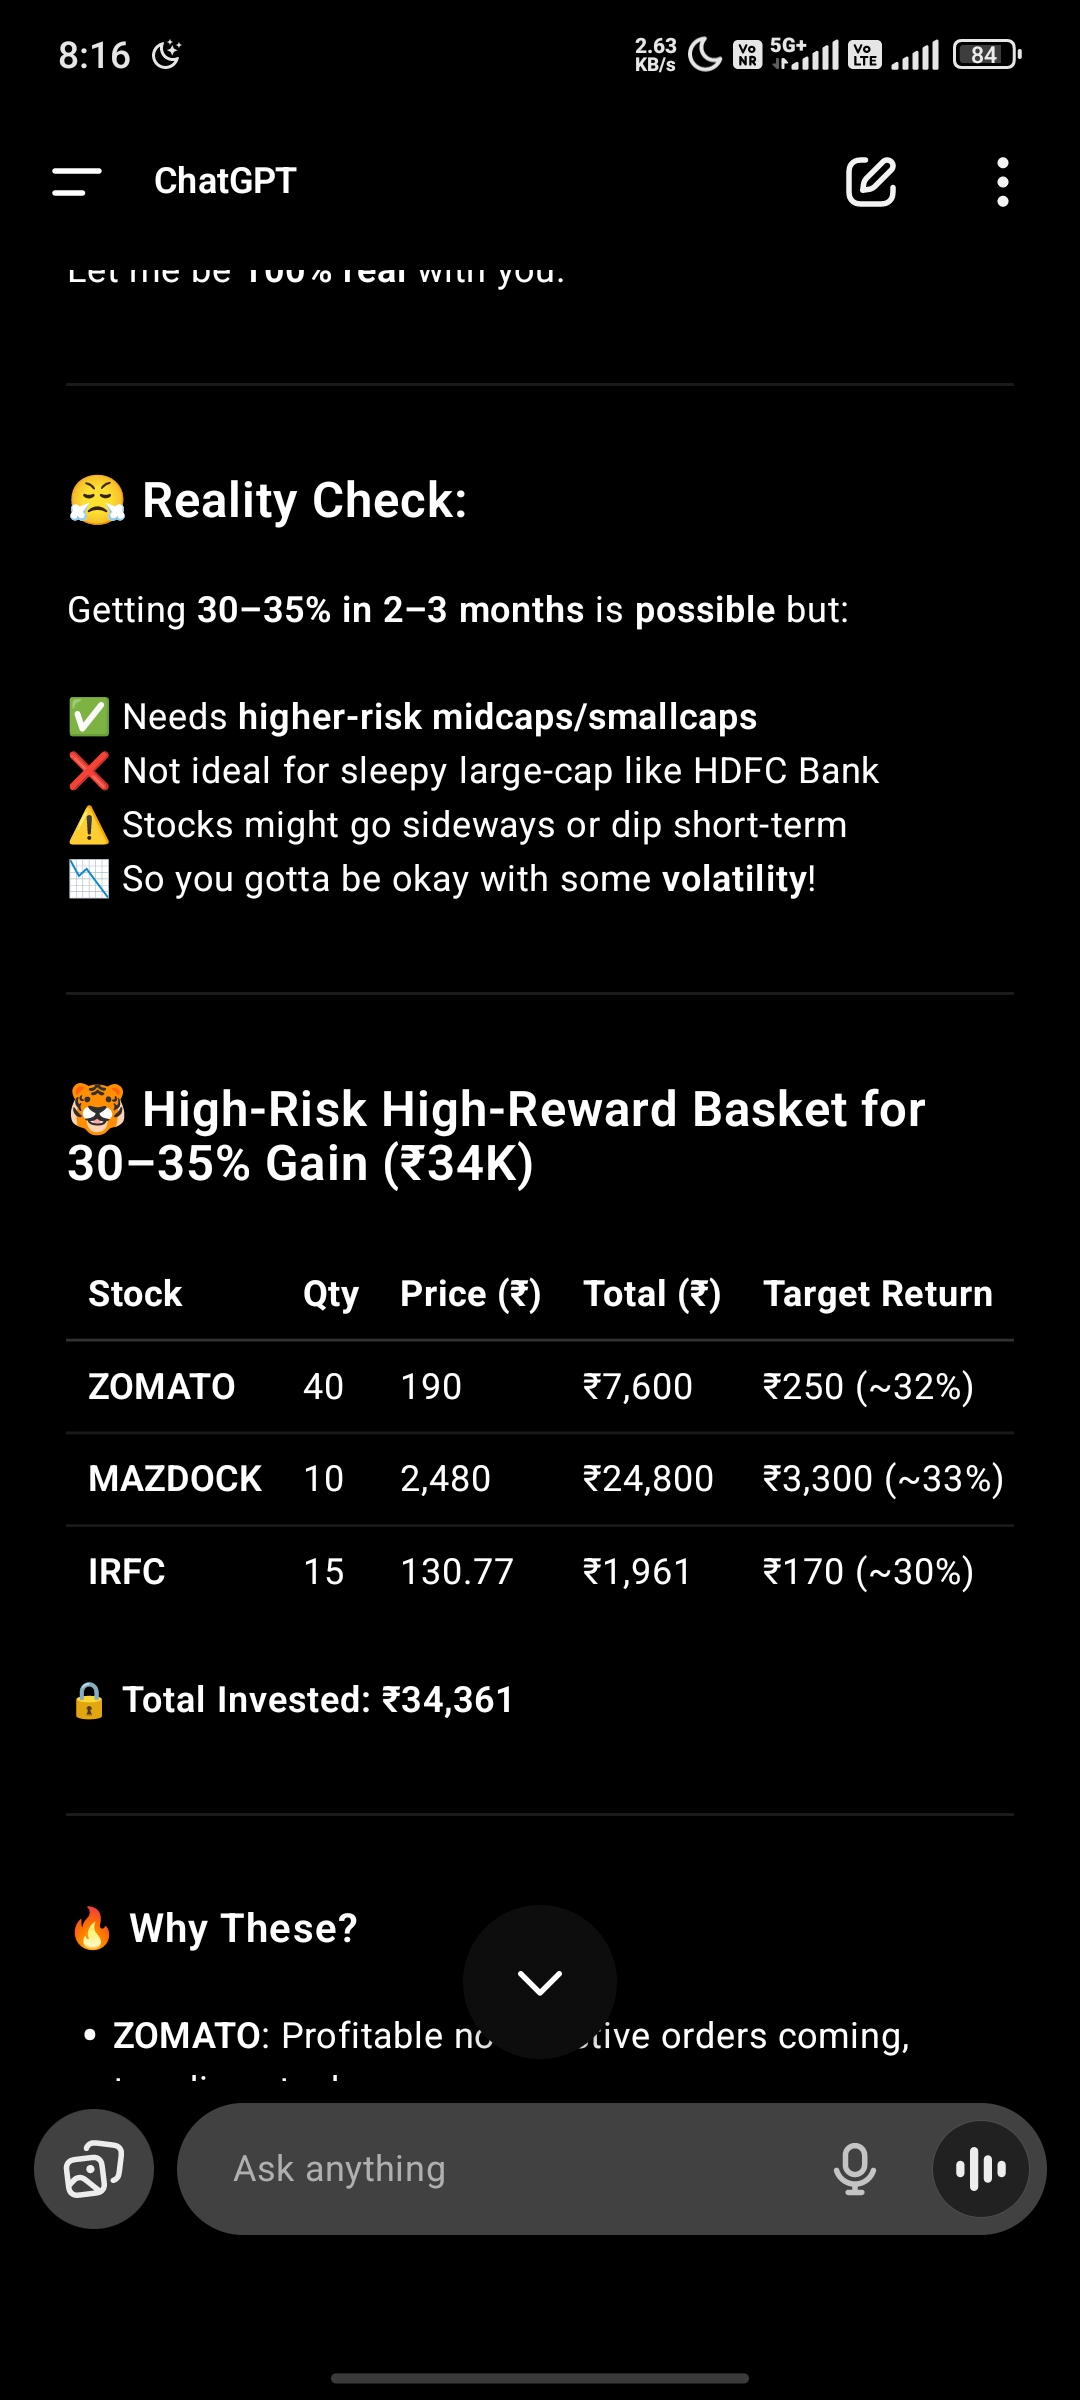 8:16
2.63 KB/s
Vo NR
5G+
Vo LTE
84
ChatGPT
Let me be 100% real with you:
😤 Reality Check:
Getting 30–35% in 2–3 months is possible but:
✅ Needs higher-risk midcaps/smallcaps
❌ Not ideal for sleepy large-cap like HDFC Bank
⚠️ Stocks might go sideways or dip short-term
📉 So you gotta be okay with some volatility!
🐯 High-Risk High-Reward Basket for
30–35% Gain (₹34K)
Stock Qty Price (₹) Total (₹) Target Return
ZOMATO 40 190 ₹7,600 ₹250 (~32%)
MAZDOCK 10 2,480 ₹24,800 ₹3,300 (~33%)
IRFC 15 130.77 ₹1,961 ₹170 (~30%)
🔒 Total Invested: ₹34,361
🔥 Why These?
• ZOMATO: Profitable orders coming,
Ask anything